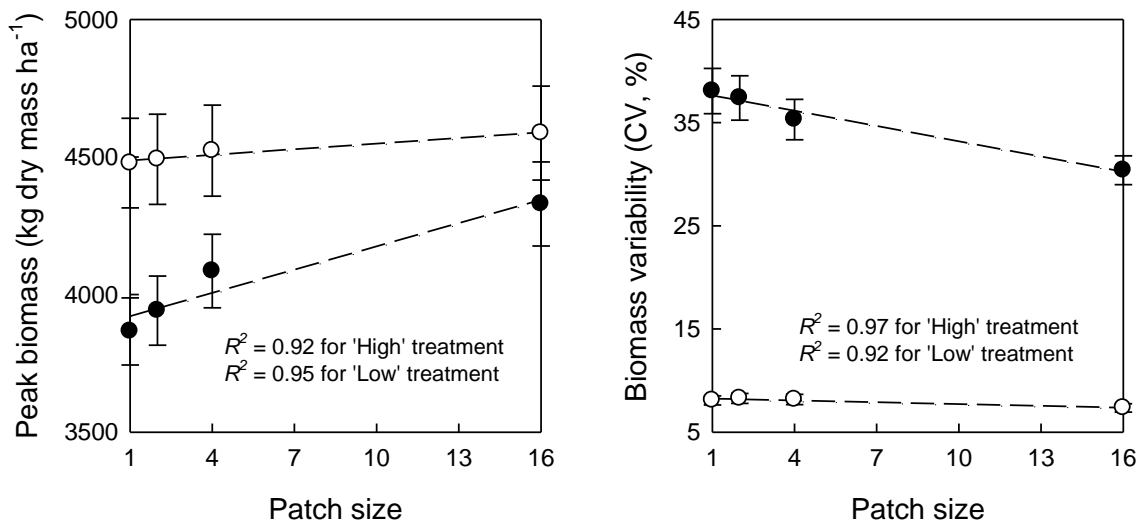 Peak biomass (kg dry mass ha⁻¹)
5000
4500
4000
3500
R² = 0.92 for 'High' treatment
R² = 0.95 for 'Low' treatment
1 4 7 10 13 16
Patch size
Biomass variability (CV, %)
45
35
25
15
5
R² = 0.97 for 'High' treatment
R² = 0.92 for 'Low' treatment
1 4 7 10 13 16
Patch size